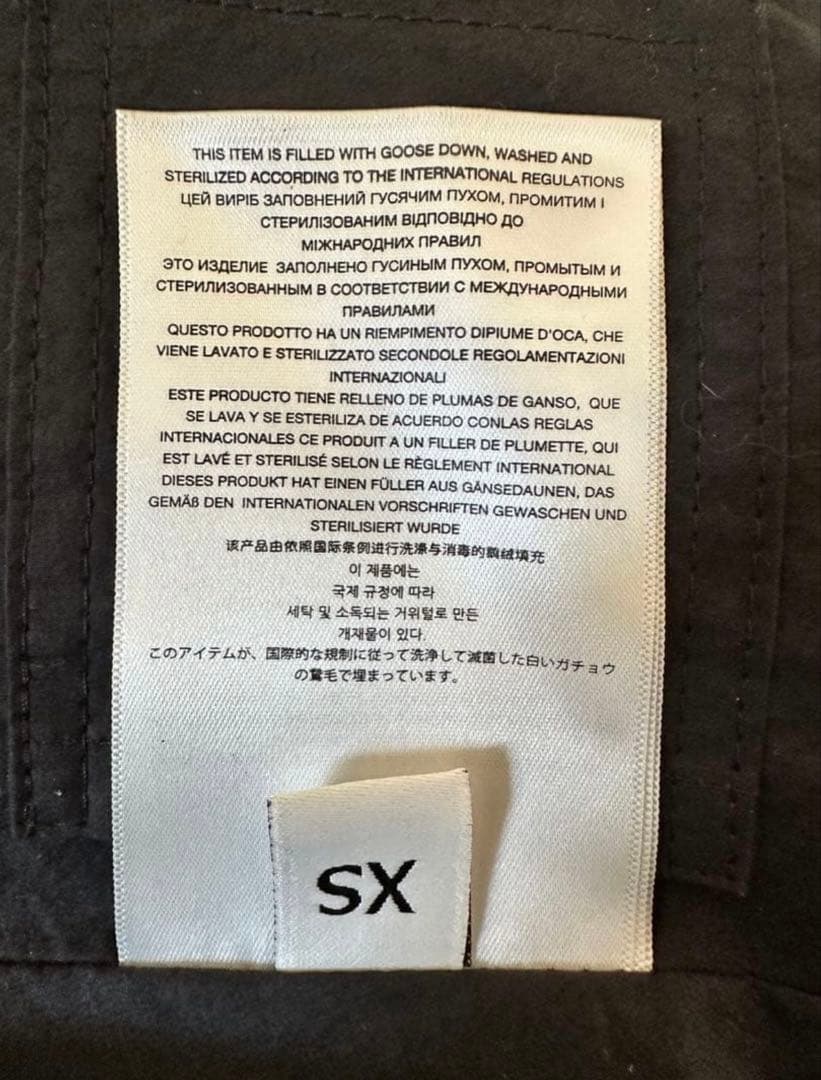 THIS ITEM IS FILLED WITH GOOSE DOWN, WASHED AND
STERILIZED ACCORDING TO THE INTERNATIONAL REGULATIONS
ЦЕЙ ВИРІБ ЗАПОВНЕНИЙ ГУСЯЧИМ ПУХОМ, ПРОМИТИМ І
СТЕРИЛІЗОВАНИМ ВІДПОВІДНО ДО
МІЖНАРОДНИХ ПРАВИЛ
ЭТО ИЗДЕЛИЕ ЗАПОЛНЕНО ГУСИНЫМ ПУХОМ, ПРОМЫТЫМ И
СТЕРИЛИЗОВАННЫМ В СООТВЕТСТВИИ С МЕЖДУНАРОДНЫМИ
ПРАВИЛАМИ
QUESTO PRODOTTO HA UN RIEMPIMENTO DIPIUME D'OCA, CHE
VIENE LAVATO E STERILIZZATO SECONDOLE REGOLAMENTAZIONI
INTERNAZIONALI
ESTE PRODUCTO TIENE RELLENO DE PLUMAS DE GANSO, QUE
SE LAVA Y SE ESTERILIZA DE ACUERDO CONLAS REGLAS
INTERNACIONALES CE PRODUIT A UN FILLER DE PLUMETTE, QUI
EST LAVÉ ET STERILISÉ SELON LE RÈGLEMENT INTERNATIONAL
DIESES PRODUKT HAT EINEN FÜLLER AUS GÄNSEDAUNEN, DAS
GEMÄß DEN INTERNATIONALEN VORSCHRIFTEN GEWASCHEN UND
STERILISIERT WURDE
该产品由依照国际条例进行洗涤与消毒的鹅绒填充
이 제품에는
국제 규정에 따라
세탁 및 소독되는 거위털로 만든
개재물이 있다.
このアイテムが、国際的な規制に従って洗浄して滅菌した白いガチョウ
の鵞毛で埋まっています。
SX